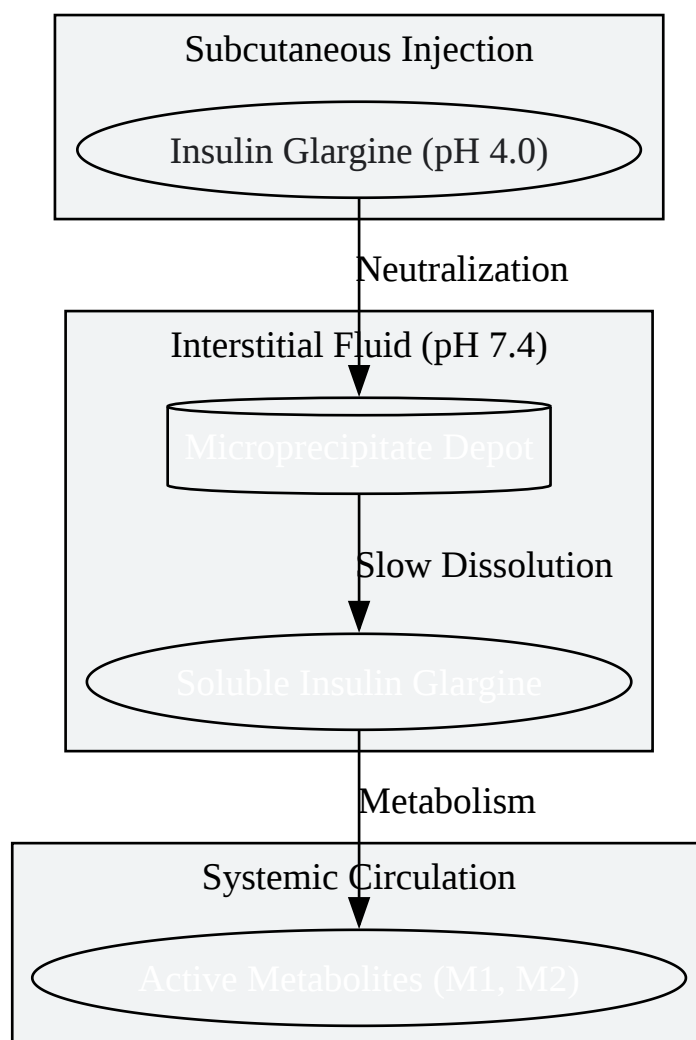 Subcutaneous Injection
Insulin Glargine (pH 4.0)
Neutralization
Interstitial Fluid (pH 7.4)
Microprecipitate Depot
Slow Dissolution
Soluble Insulin Glargine
Metabolism
Systemic Circulation
Active Metabolites (M1, M2)